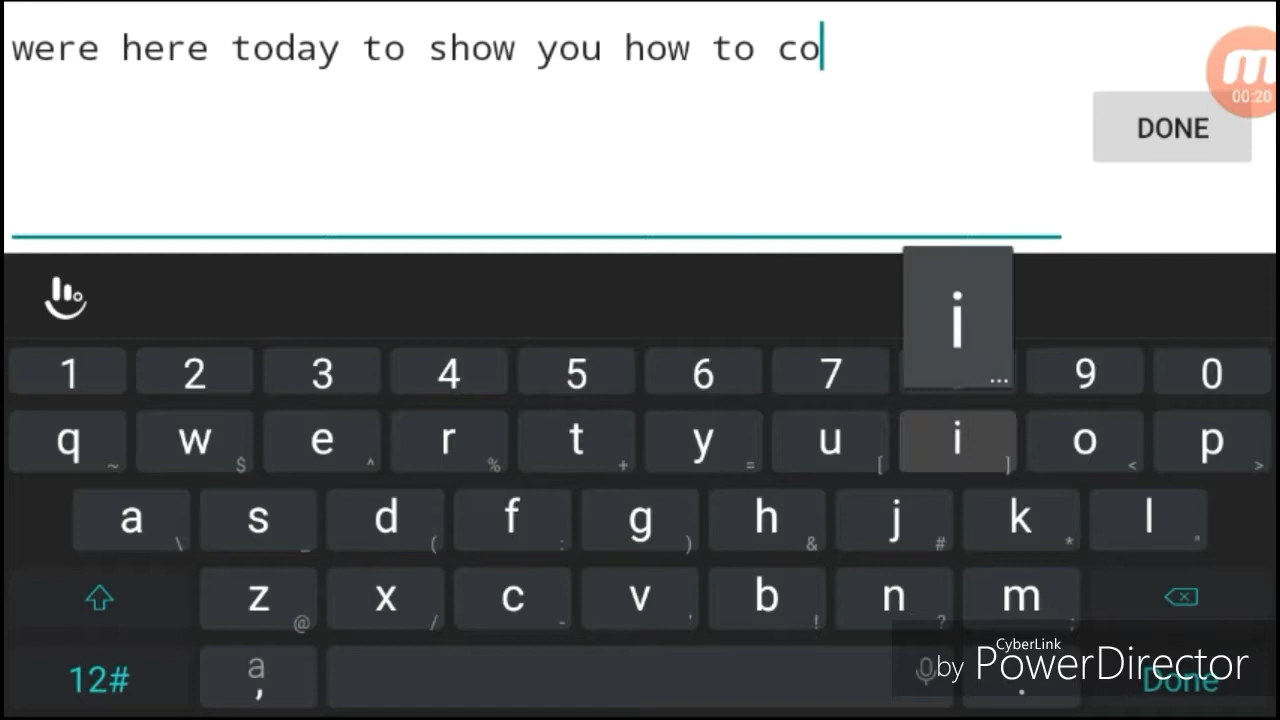 were here today to show you how to co
m
00:20
DONE
i
...
1 2 3 4 5 6 7 9 0
q w e r t y u i o p
~ $ ^ % + = [ ] < >
a s d f g h j k l
\ _ ( : ) & # * "
z x c v b n m
@ / - ' ! ? ;
12# a , . Done
CyberLink
by PowerDirector